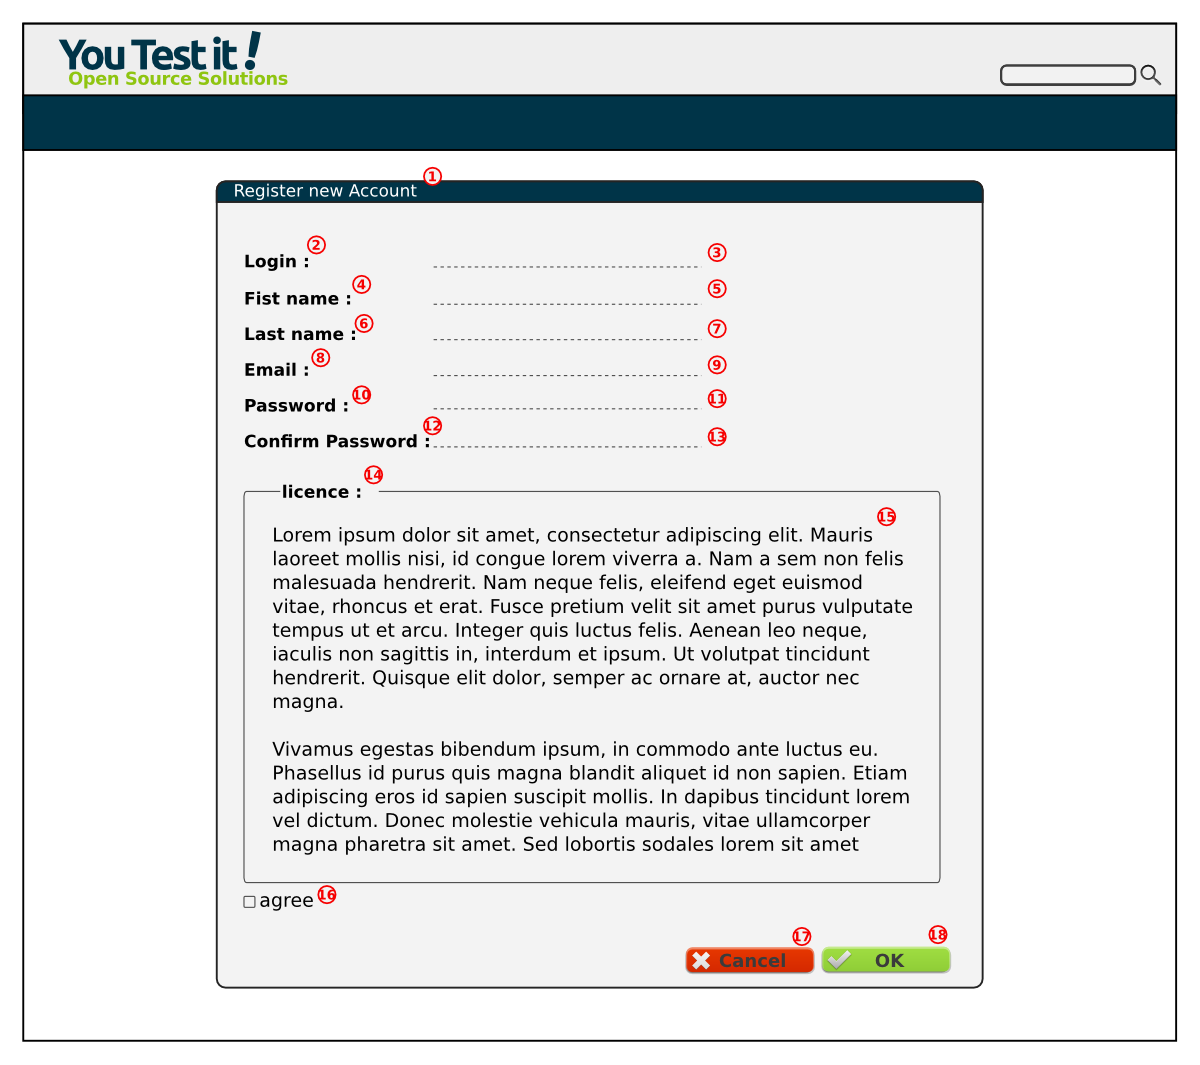 You Test it!
Open Source Solutions
Register new Account 1
Login : 2 3
Fist name : 4 5
Last name : 6 7
Email : 8 9
Password : 10 11
Confirm Password : 12 13
licence : 14
15
Lorem ipsum dolor sit amet, consectetur adipiscing elit. Mauris
laoreet mollis nisi, id congue lorem viverra a. Nam a sem non felis
malesuada hendrerit. Nam neque felis, eleifend eget euismod
vitae, rhoncus et erat. Fusce pretium velit sit amet purus vulputate
tempus ut et arcu. Integer quis luctus felis. Aenean leo neque,
iaculis non sagittis in, interdum et ipsum. Ut volutpat tincidunt
hendrerit. Quisque elit dolor, semper ac ornare at, auctor nec
magna.
Vivamus egestas bibendum ipsum, in commodo ante luctus eu.
Phasellus id purus quis magna blandit aliquet id non sapien. Etiam
adipiscing eros id sapien suscipit mollis. In dapibus tincidunt lorem
vel dictum. Donec molestie vehicula mauris, vitae ullamcorper
magna pharetra sit amet. Sed lobortis sodales lorem sit amet
agree 16
17 18
Cancel OK